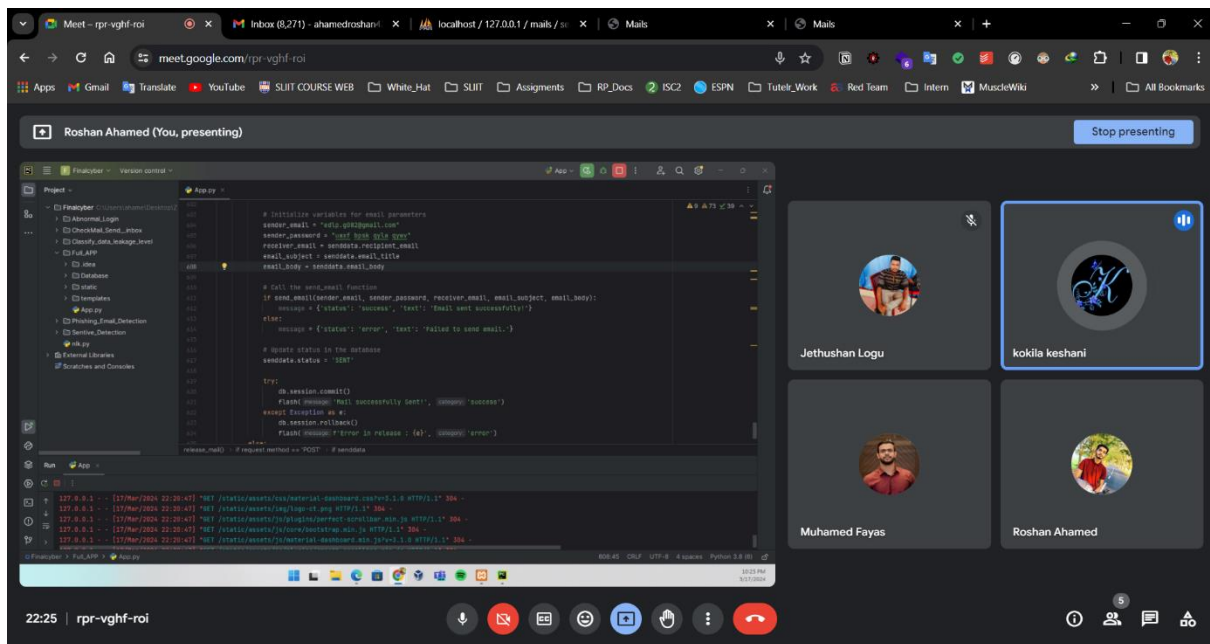 Meet – rpr-vghf-roi
Inbox (8,271) - ahamedroshan4
localhost / 127.0.0.1 / mails / se
Mails
Mails
meet.google.com/rpr-vghf-roi
Apps
Gmail
Translate
YouTube
SLIIT COURSE WEB
White_Hat
SLIIT
Assigments
RP_Docs
ISC2
ESPN
Tutelr_Work
Red Team
Intern
MuscleWiki
»
All Bookmarks
Roshan Ahamed (You, presenting)
Stop presenting
Finalcyber
Version control
App
Project
App.py
Finalcyber
Abnormal_Login
CheckMail_Send,_inbox
Classify_data_leakage_level
Full_APP
.idea
Database
static
templates
App.py
Phishing_Email_Detection
Sentive_Detection
nlk.py
External Libraries
Scratches and Consoles
# Initialize variables for email parameters
receiver_email = senddata.recipient_email
email_subject = senddata.email_title
email_body = senddata.email_body
# Call the send_email function
if send_email(sender_email, sender_password, receiver_email, email_subject, email_body):
message = {'status': 'success', 'text': 'Email sent successfully!'}
else:
message = {'status': 'error', 'text': 'Failed to send email.'}
# Update status in the database
senddata.status = 'SENT'
try:
db.session.commit()
flash( message: 'Mail successfully Sent!', category: 'success')
except Exception as e:
db.session.rollback()
flash( message: f'Error in release : {e}', category: 'error')
else:
release_mail() › if request.method == 'POST' › if senddata
Run
App
127.0.0.1 - - [17/Mar/2024 22:20:47] "GET /static/assets/css/material-dashboard.css?v=3.1.0 HTTP/1.1" 304 -
127.0.0.1 - - [17/Mar/2024 22:20:47] "GET /static/assets/img/logo-ct.png HTTP/1.1" 304 -
127.0.0.1 - - [17/Mar/2024 22:20:47] "GET /static/assets/js/plugins/perfect-scrollbar.min.js HTTP/1.1" 304 -
127.0.0.1 - - [17/Mar/2024 22:20:47] "GET /static/assets/js/core/bootstrap.min.js HTTP/1.1" 304 -
127.0.0.1 - - [17/Mar/2024 22:20:47] "GET /static/assets/js/material-dashboard.min.js?v=3.1.0 HTTP/1.1" 304 -
Finalcyber › Full_APP › App.py
608:45 CRLF UTF-8 4 spaces Python 3.8 (6)
10:25 PM
3/17/2024
Jethushan Logu
kokila keshani
Muhamed Fayas
Roshan Ahamed
22:25 | rpr-vghf-roi
5